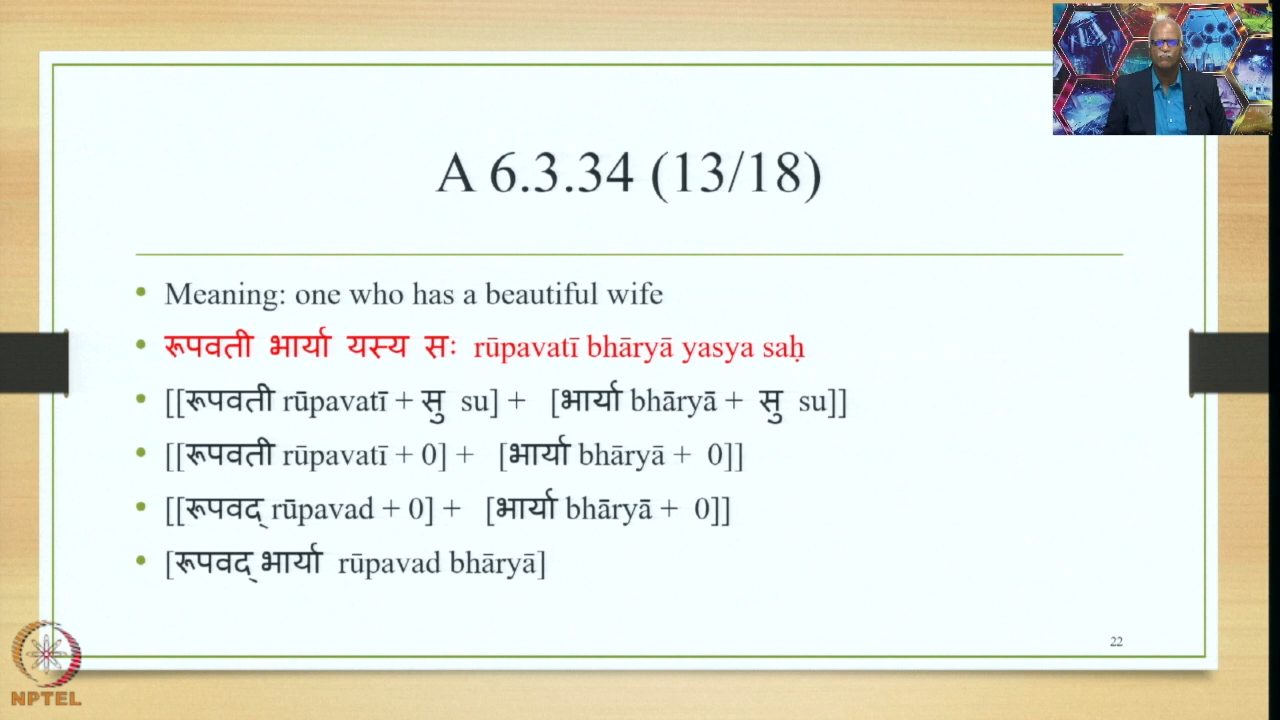 A 6.3.34 (13/18)
• Meaning: one who has a beautiful wife
• रूपवती भार्या यस्य सः rūpavatī bhāryā yasya saḥ
• [[रूपवती rūpavatī + सु su] + [भार्या bhāryā + सु su]]
• [[रूपवती rūpavatī + 0] + [भार्या bhāryā + 0]]
• [[रूपवद् rūpavad + 0] + [भार्या bhāryā + 0]]
• [रूपवद् भार्या rūpavad bhāryā]
22
NPTEL